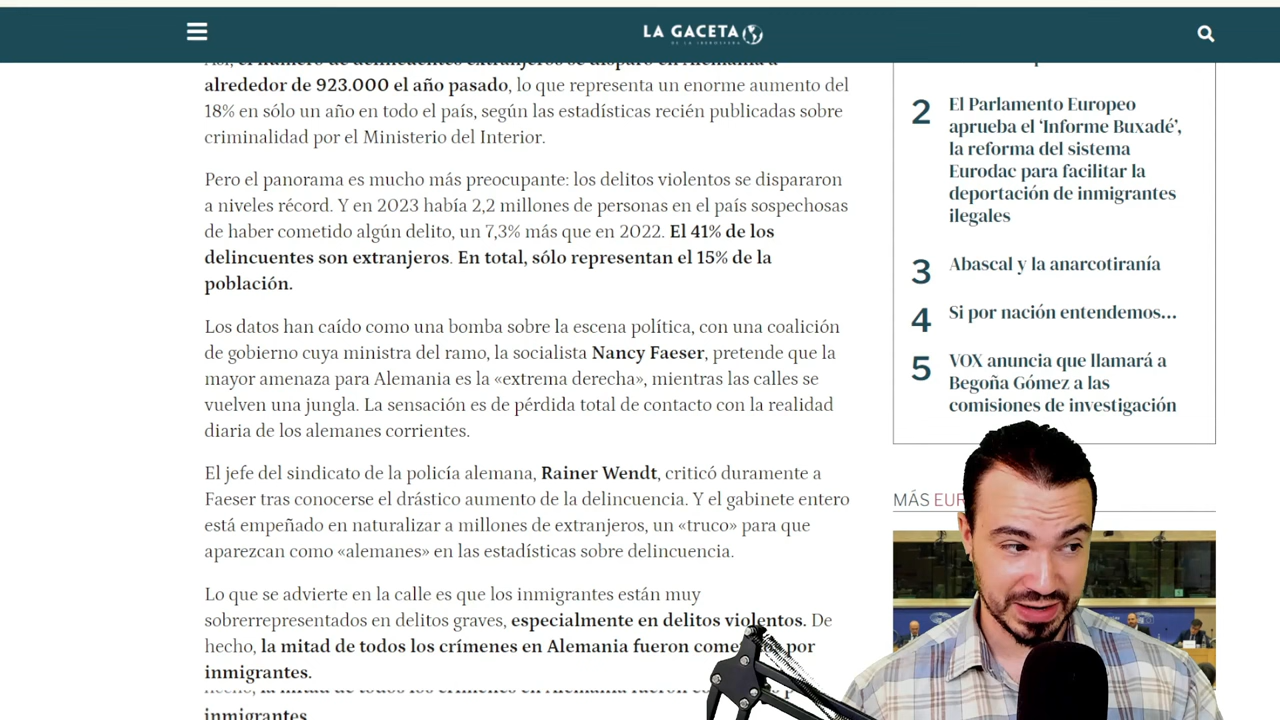 LA GACETA
DE LA IBEROSFERA
alrededor de 923.000 el año pasado, lo que representa un enorme aumento del
18% en sólo un año en todo el país, según las estadísticas recién publicadas sobre
criminalidad por el Ministerio del Interior.
Pero el panorama es mucho más preocupante: los delitos violentos se dispararon
a niveles récord. Y en 2023 había 2,2 millones de personas en el país sospechosas
de haber cometido algún delito, un 7,3% más que en 2022. El 41% de los
delincuentes son extranjeros. En total, sólo representan el 15% de la
población.
Los datos han caído como una bomba sobre la escena política, con una coalición
de gobierno cuya ministra del ramo, la socialista Nancy Faeser, pretende que la
mayor amenaza para Alemania es la «extrema derecha», mientras las calles se
vuelven una jungla. La sensación es de pérdida total de contacto con la realidad
diaria de los alemanes corrientes.
El jefe del sindicato de la policía alemana, Rainer Wendt, criticó duramente a
Faeser tras conocerse el drástico aumento de la delincuencia. Y el gabinete entero
está empeñado en naturalizar a millones de extranjeros, un «truco» para que
aparezcan como «alemanes» en las estadísticas sobre delincuencia.
Lo que se advierte en la calle es que los inmigrantes están muy
sobrerrepresentados en delitos graves, especialmente en delitos violentos. De
hecho, la mitad de todos los crímenes en Alemania fueron por
inmigrantes.
inmigrantes
2 El Parlamento Europeo
aprueba el ‘Informe Buxadé’,
la reforma del sistema
Eurodac para facilitar la
deportación de inmigrantes
ilegales
3 Abascal y la anarcotiranía
4 Si por nación entendemos…
5 VOX anuncia que llamará a
Begoña Gómez a las
comisiones de investigación
MÁS